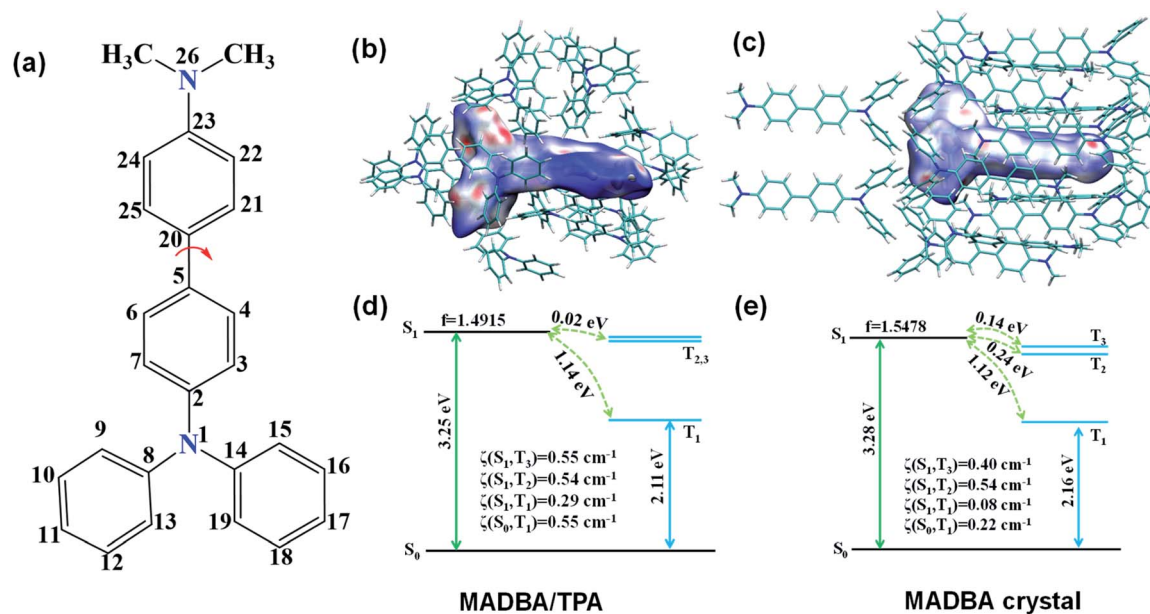 (a)
H₃C
26
CH₃
N
23
24
22
25
21
20
5
6
4
7
3
2
9
1
15
N
8
14
10
16
13
19
11
17
12
18
(b)
(c)
(d)
S₁
f=1.4915
0.02 eV
T₂,₃
1.14 eV
3.25 eV
T₁
ζ(S₁,T₃)=0.55 cm⁻¹
ζ(S₁,T₂)=0.54 cm⁻¹
ζ(S₁,T₁)=0.29 cm⁻¹
ζ(S₀,T₁)=0.55 cm⁻¹
2.11 eV
S₀
MADBA/TPA
(e)
S₁
f=1.5478
0.14 eV
T₃
0.24 eV
T₂
1.12 eV
3.28 eV
T₁
ζ(S₁,T₃)=0.40 cm⁻¹
ζ(S₁,T₂)=0.54 cm⁻¹
ζ(S₁,T₁)=0.08 cm⁻¹
ζ(S₀,T₁)=0.22 cm⁻¹
2.16 eV
S₀
MADBA crystal